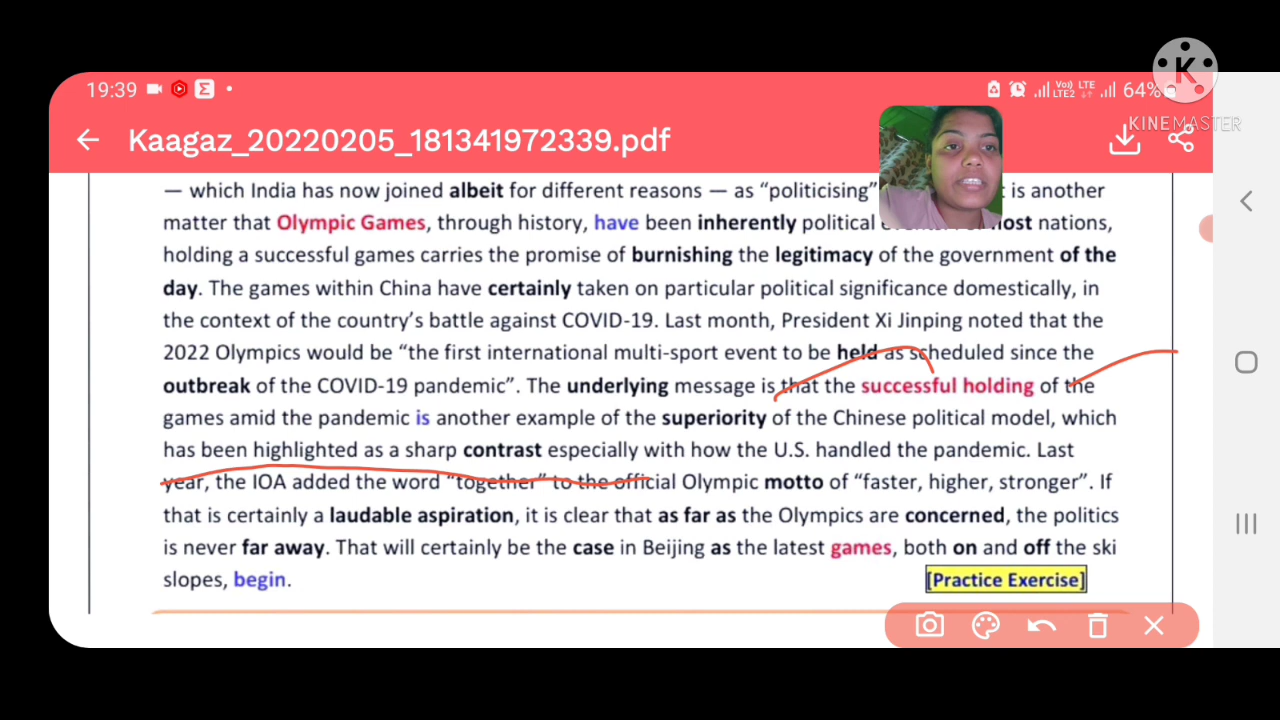 19:39 64%
Kaagaz_20220205_181341972339.pdf
KINEMASTER
— which India has now joined albeit for different reasons — as “politicising” is another
matter that Olympic Games, through history, have been inherently political nations,
holding a successful games carries the promise of burnishing the legitimacy of the government of the
day. The games within China have certainly taken on particular political significance domestically, in
the context of the country’s battle against COVID-19. Last month, President Xi Jinping noted that the
2022 Olympics would be “the first international multi-sport event to be held as scheduled since the
outbreak of the COVID-19 pandemic”. The underlying message is that the successful holding of the
games amid the pandemic is another example of the superiority of the Chinese political model, which
has been highlighted as a sharp contrast especially with how the U.S. handled the pandemic. Last
year, the IOA added the word “together” to the official Olympic motto of “faster, higher, stronger”. If
that is certainly a laudable aspiration, it is clear that as far as the Olympics are concerned, the politics
is never far away. That will certainly be the case in Beijing as the latest games, both on and off the ski
slopes, begin. [Practice Exercise]